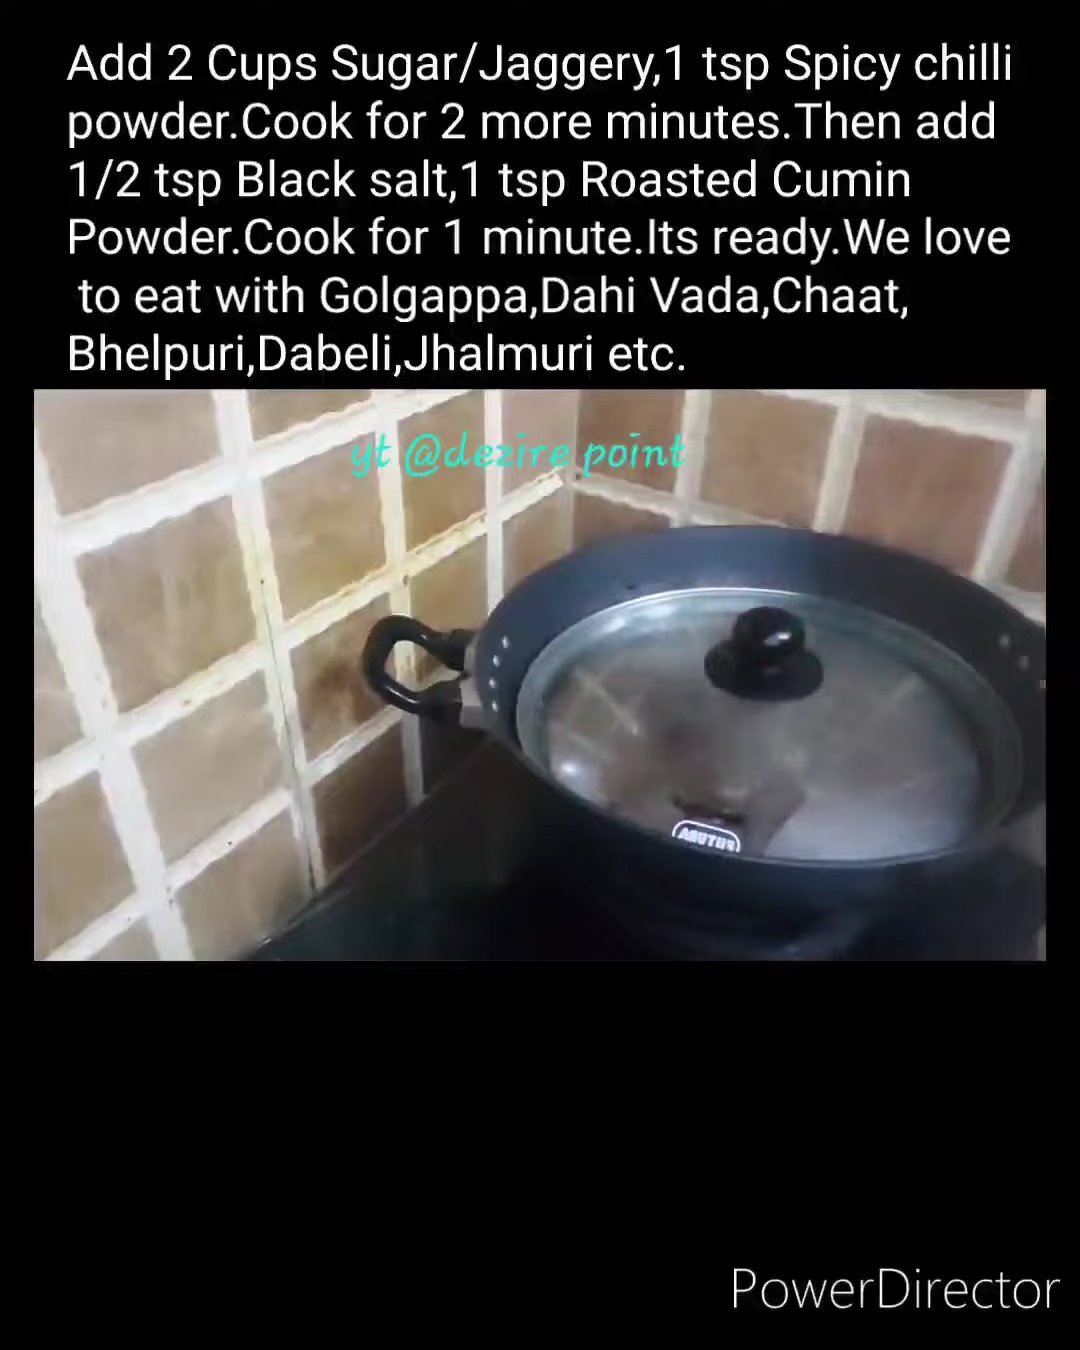 Add 2 Cups Sugar/Jaggery,1 tsp Spicy chilli
powder.Cook for 2 more minutes.Then add
1/2 tsp Black salt,1 tsp Roasted Cumin
Powder.Cook for 1 minute.Its ready.We love
to eat with Golgappa,Dahi Vada,Chaat,
Bhelpuri,Dabeli,Jhalmuri etc.
yt @dezire point
PowerDirector